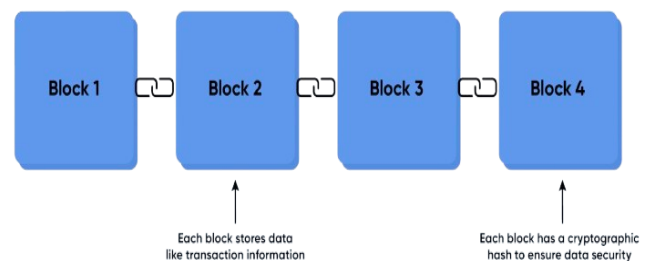 Block 1
Block 2
Block 3
Block 4
Each block stores data
like transaction information
Each block has a cryptographic
hash to ensure data security